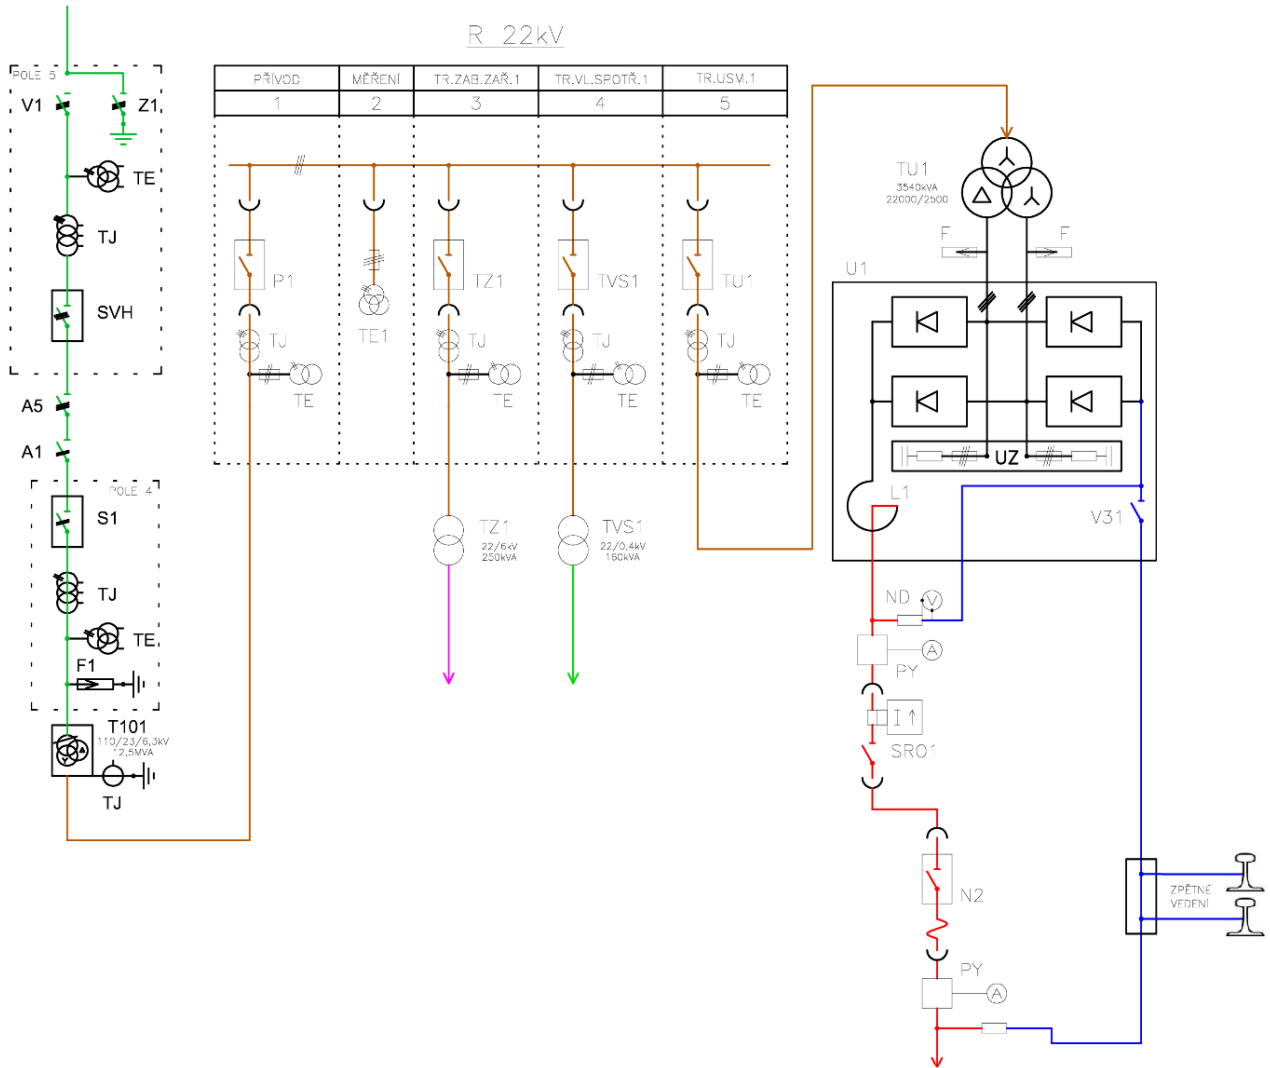 R 22kV
PŘÍVOD MĚŘENÍ TR.ZAB.ZAŘ.1 TR.VL.SPOTŘ.1 TR.USM.1
1 2 3 4 5
POLE 5
V1
Z1
TE
TJ
SVH
A5
A1
POLE 4
S1
TJ
TE
F1
T101
110/23/6,3kV
12,5MVA
TJ
P1
TJ
TE
TE1
TZ1
TJ
TE
TVS1
TJ
TE
TU1
TJ
TE
TZ1
22/6kV
250kVA
TVS1
22/0,4kV
160kVA
TU1
3540kVA
22000/2500
F
F
U1
UZ
L1
V31
ND
V
A
PY
I↑
SRO1
N2
PY
A
ZPĚTNÉ
VEDENÍ